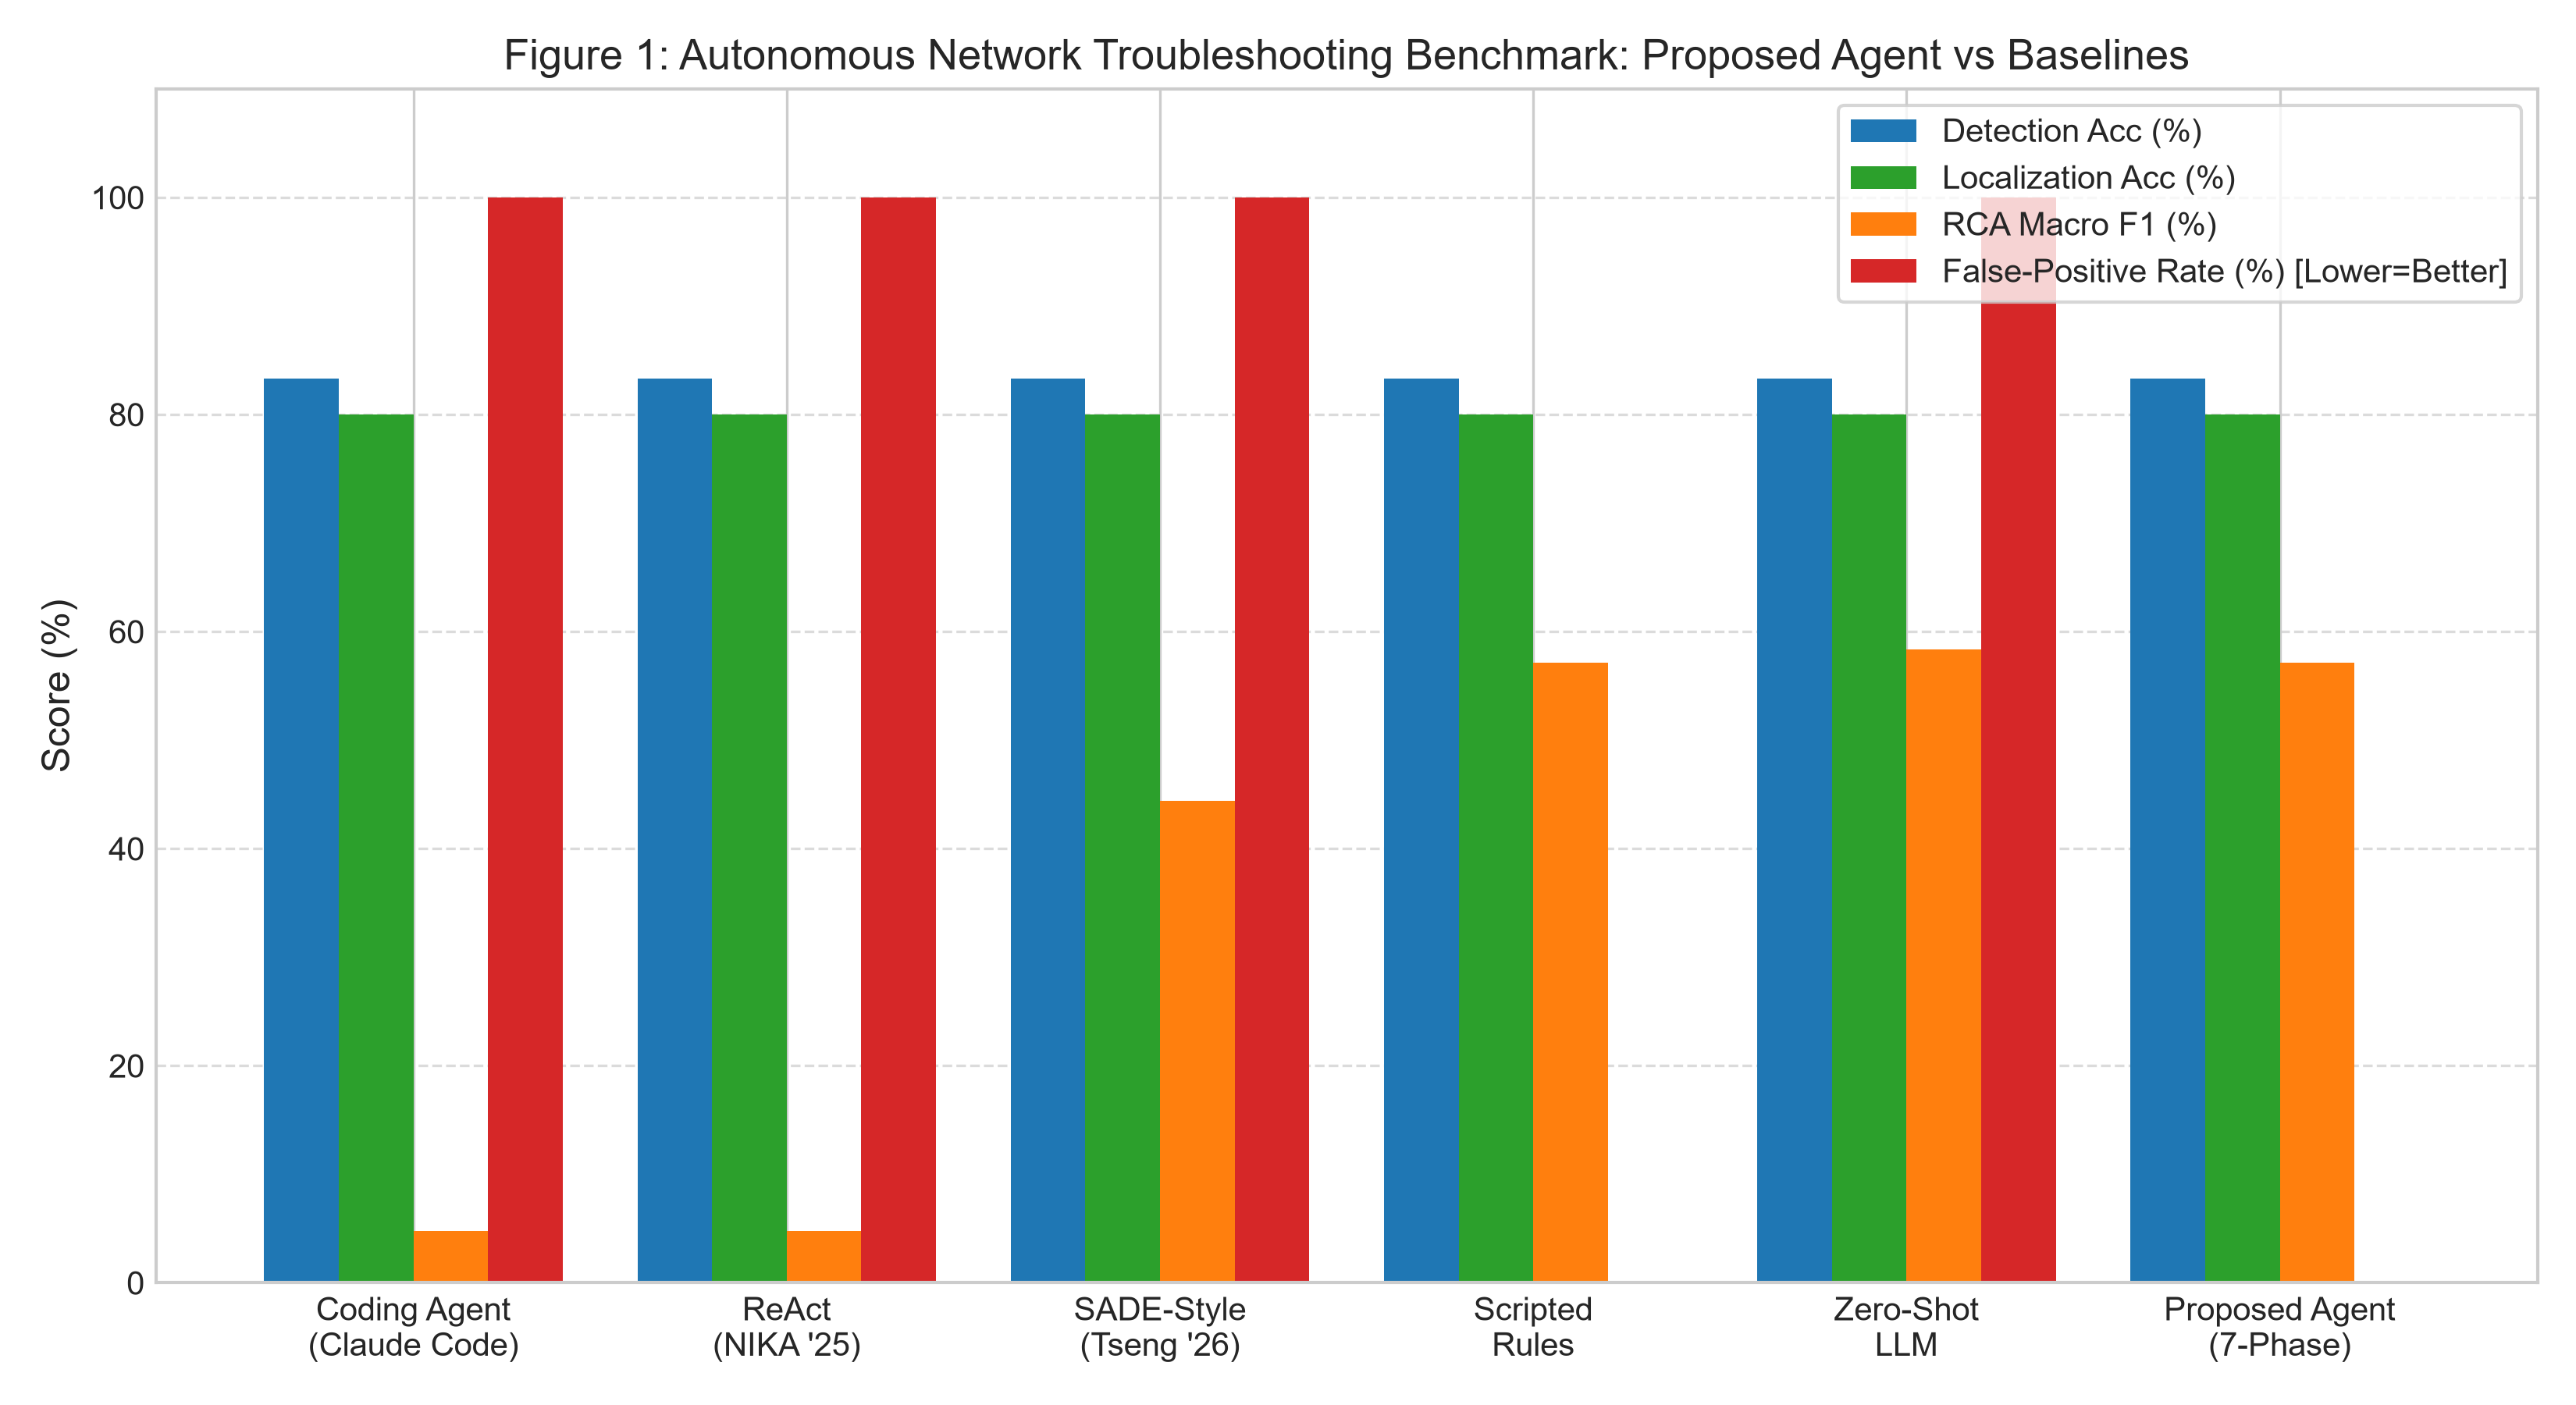 Figure 1: Autonomous Network Troubleshooting Benchmark: Proposed Agent vs Baselines
Detection Acc (%)
Localization Acc (%)
RCA Macro F1 (%)
False-Positive Rate (%) [Lower=Better]
Score (%)
100
80
60
40
20
0
Coding Agent
(Claude Code)
ReAct
(NIKA '25)
SADE-Style
(Tseng '26)
Scripted
Rules
Zero-Shot
LLM
Proposed Agent
(7-Phase)